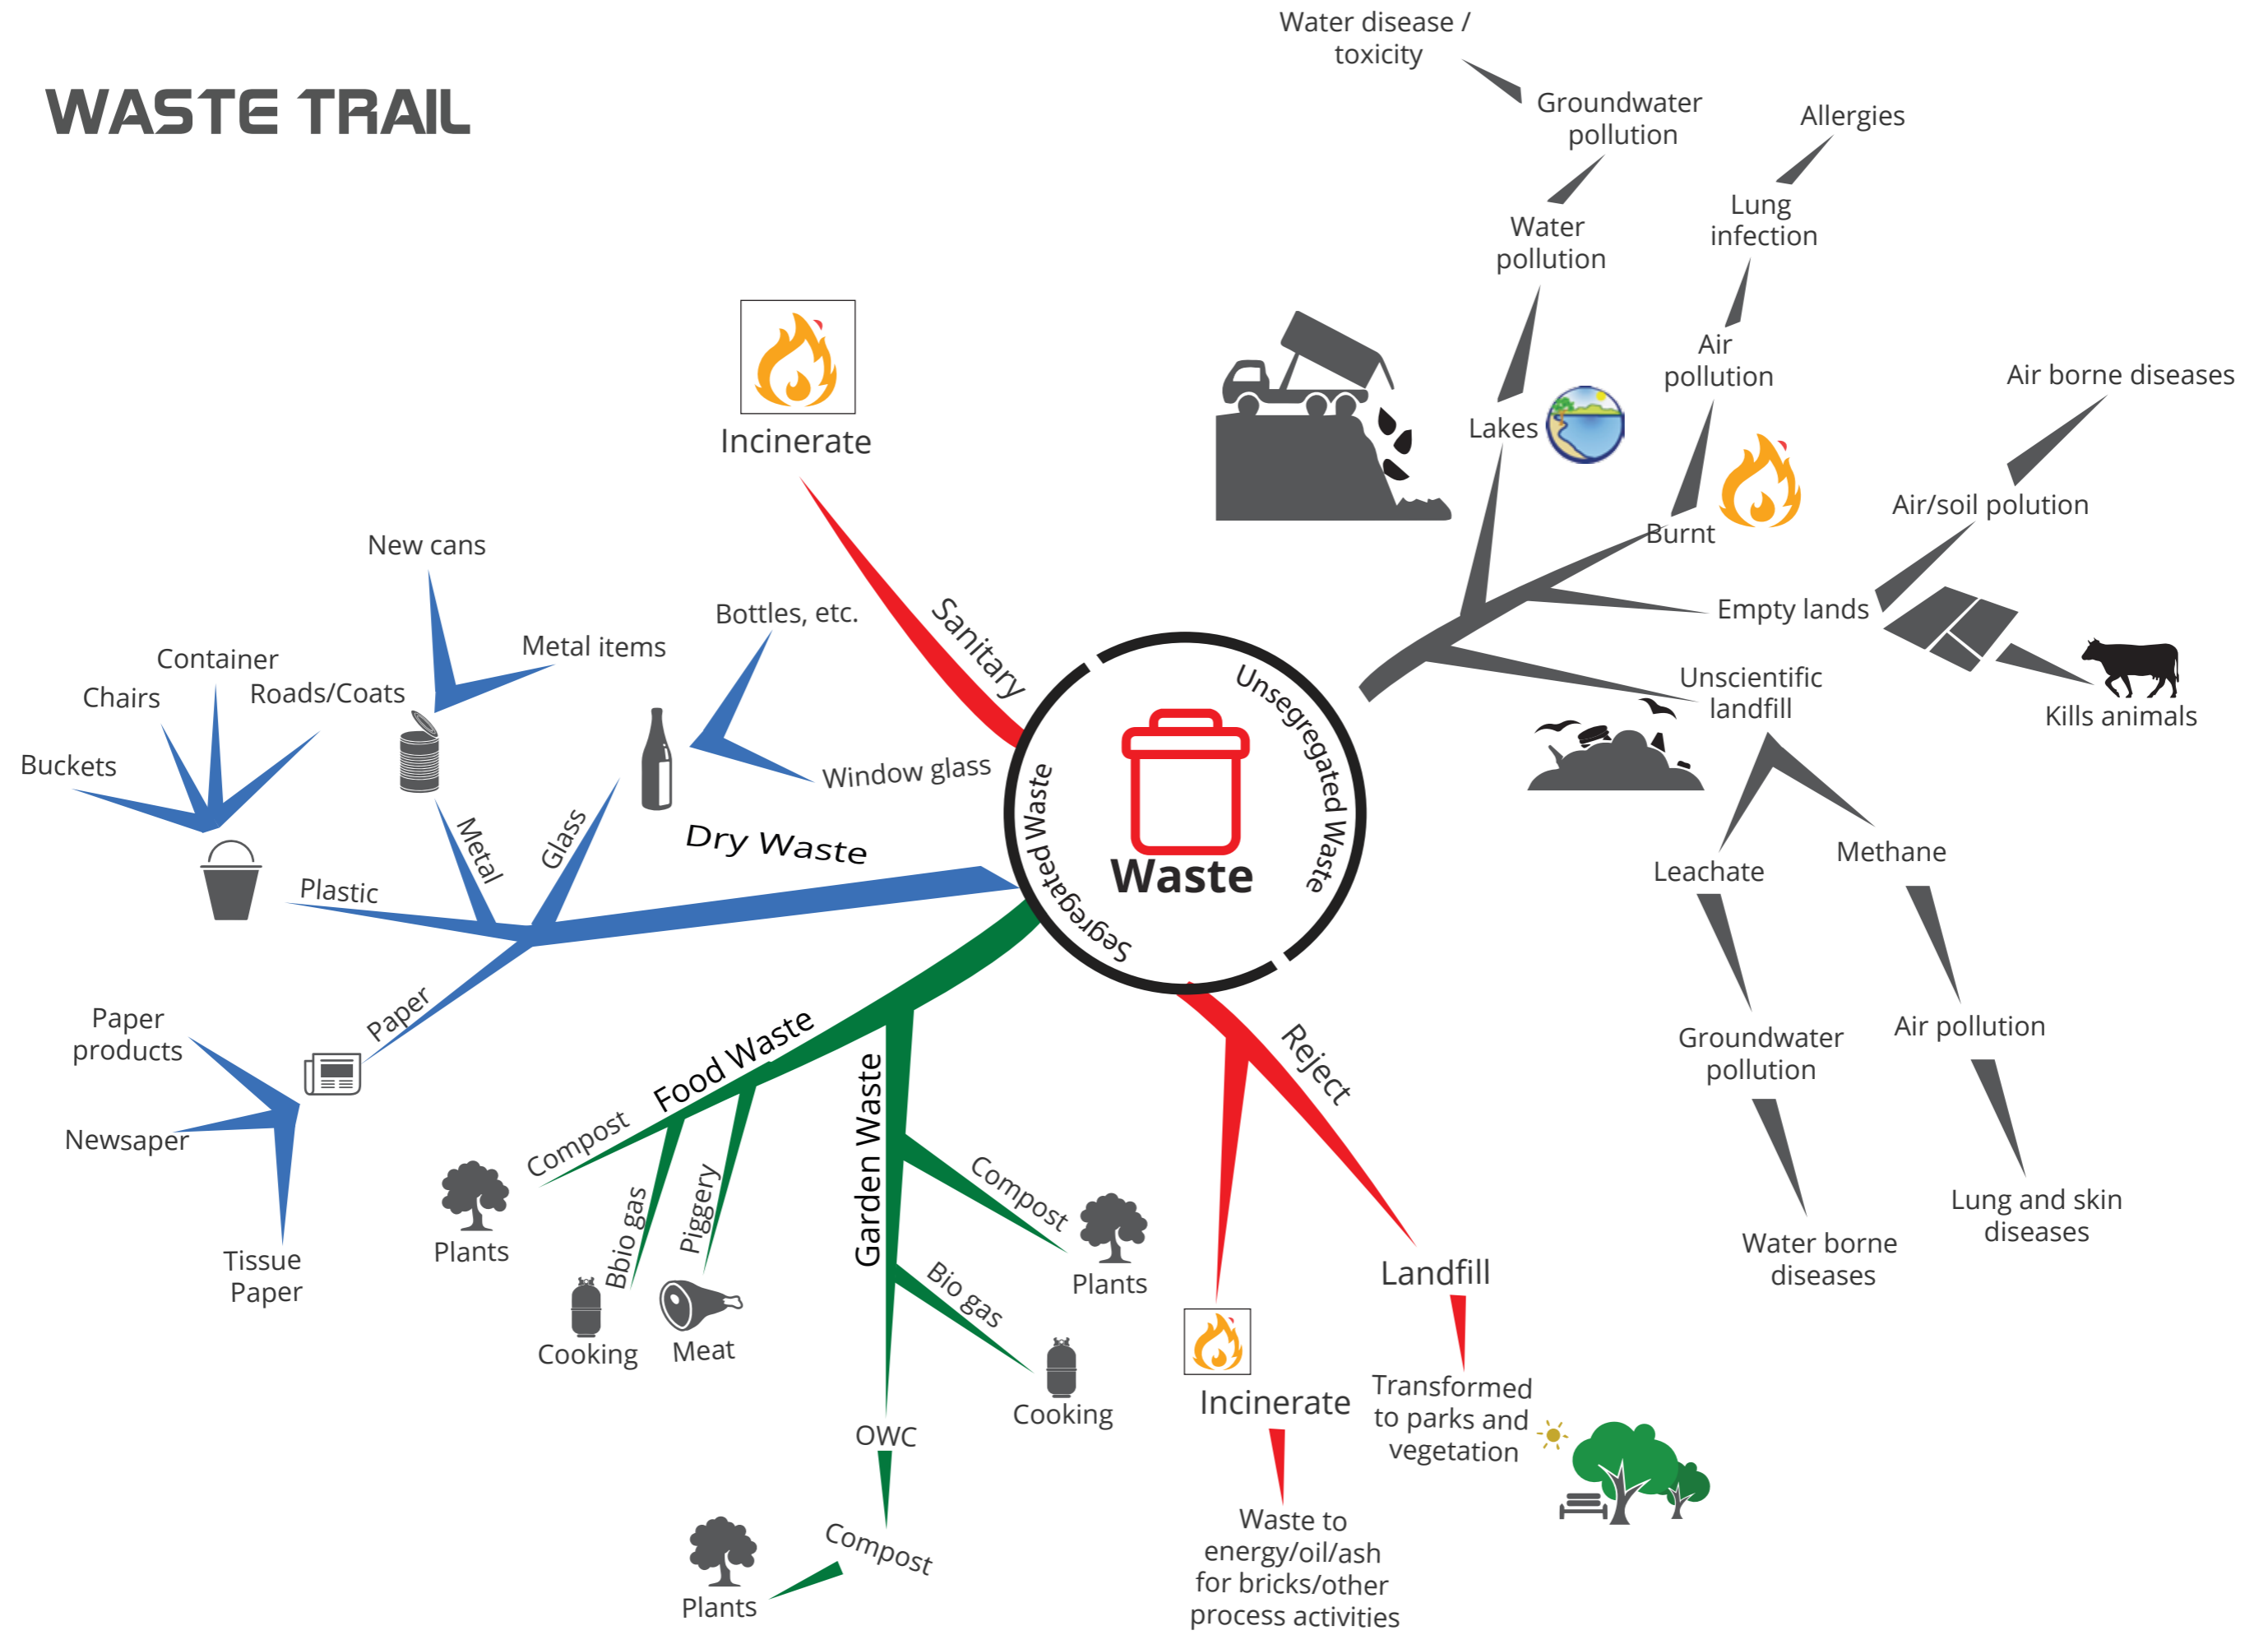 WASTE TRAIL
Water disease /
toxicity
Groundwater
pollution
Water
pollution
Lakes
Allergies
Lung
infection
Air
pollution
Burnt
Air borne diseases
Air/soil polution
Empty lands
Kills animals
Unscientific
landfill
Leachate
Groundwater
pollution
Water borne
diseases
Methane
Air pollution
Lung and skin
diseases
Unsegregated Waste
Waste
Segregated Waste
Incinerate
Sanitary
Dry Waste
Glass
Bottles, etc.
Window glass
Metal
New cans
Metal items
Plastic
Buckets
Chairs
Container
Roads/Coats
Paper
Paper
products
Newsaper
Tissue
Paper
Food Waste
Compost
Plants
Bbio gas
Cooking
Piggery
Meat
Garden Waste
Compost
Plants
Bio gas
Cooking
OWC
Compost
Plants
Reject
Incinerate
Waste to
energy/oil/ash
for bricks/other
process activities
Landfill
Transformed
to parks and
vegetation